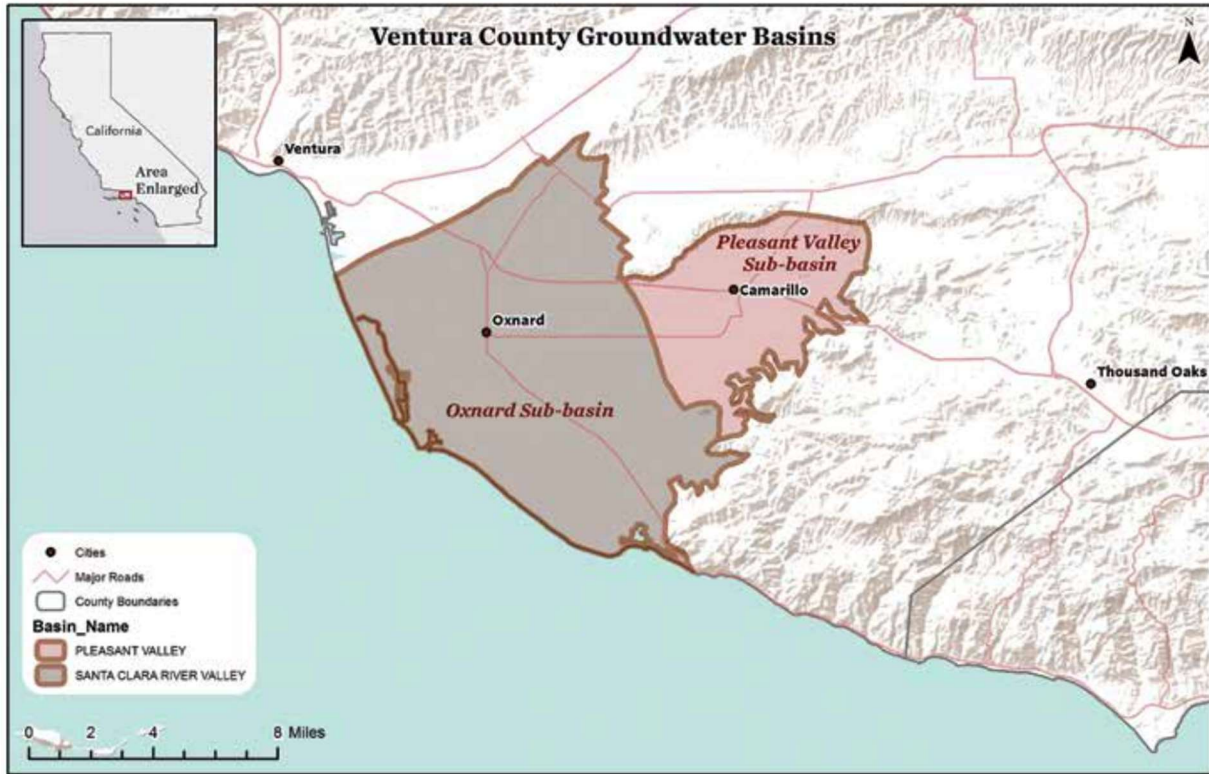 Ventura County Groundwater Basins
N
California
Area
Enlarged
Ventura
Pleasant Valley
Sub-basin
Camarillo
Oxnard
Thousand Oaks
Oxnard Sub-basin
Cities
Major Roads
County Boundaries
Basin_Name
PLEASANT VALLEY
SANTA CLARA RIVER VALLEY
0 2 4 8 Miles